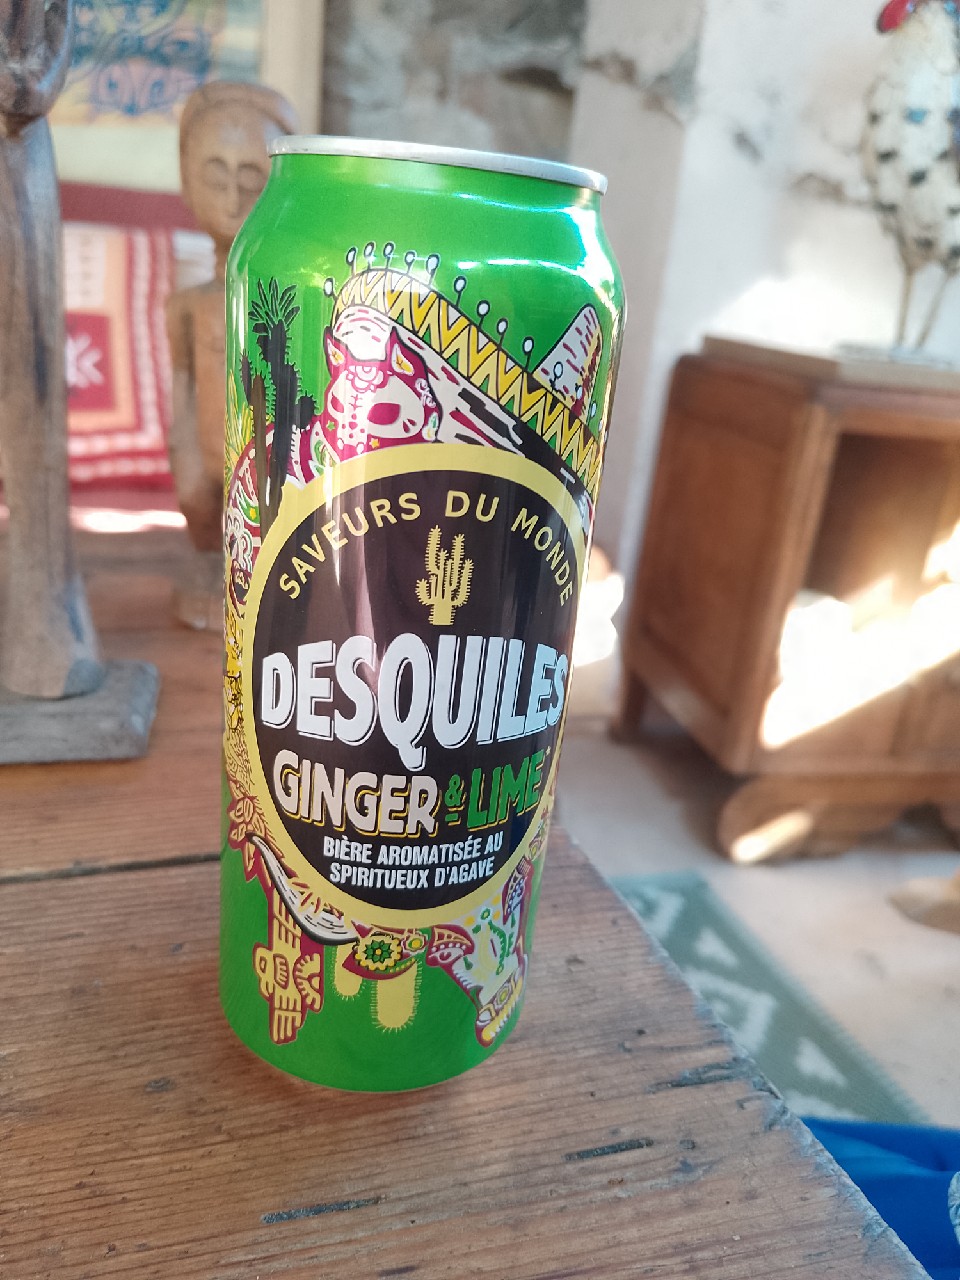 SAVEURS DU MONDE
DESQUILES
GINGER & LIME*
BIÈRE AROMATISÉE AU
SPIRITUEUX D'AGAVE